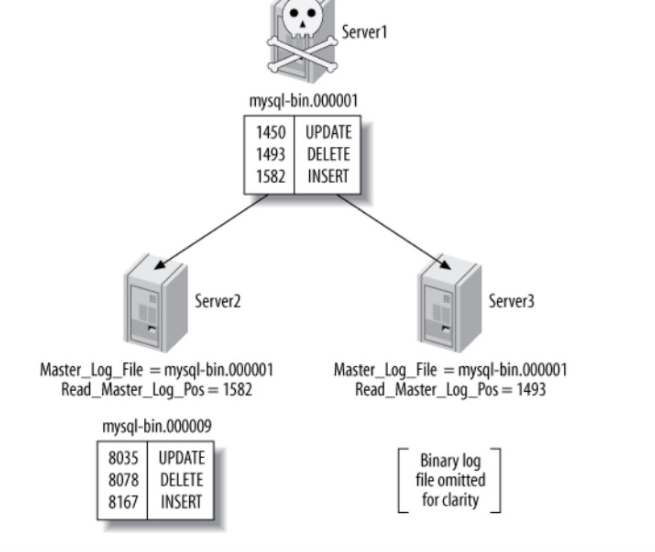 Server1
mysql-bin.000001
1450 UPDATE
1493 DELETE
1582 INSERT
Server2
Server3
Master_Log_File = mysql-bin.000001
Read_Master_Log_Pos = 1582
Master_Log_File = mysql-bin.000001
Read_Master_Log_Pos = 1493
mysql-bin.000009
8035 UPDATE
8078 DELETE
8167 INSERT
Binary log
file omitted
for clarity